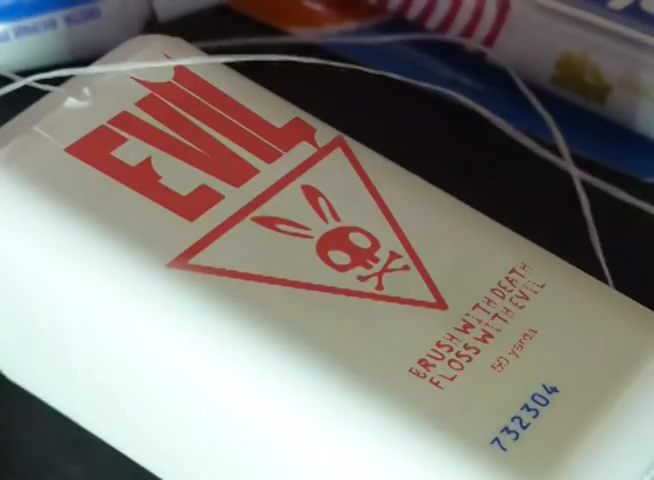 EVIL
BRUSH WITH DEATH
FLOSS WITH EVIL
50 yards
732304